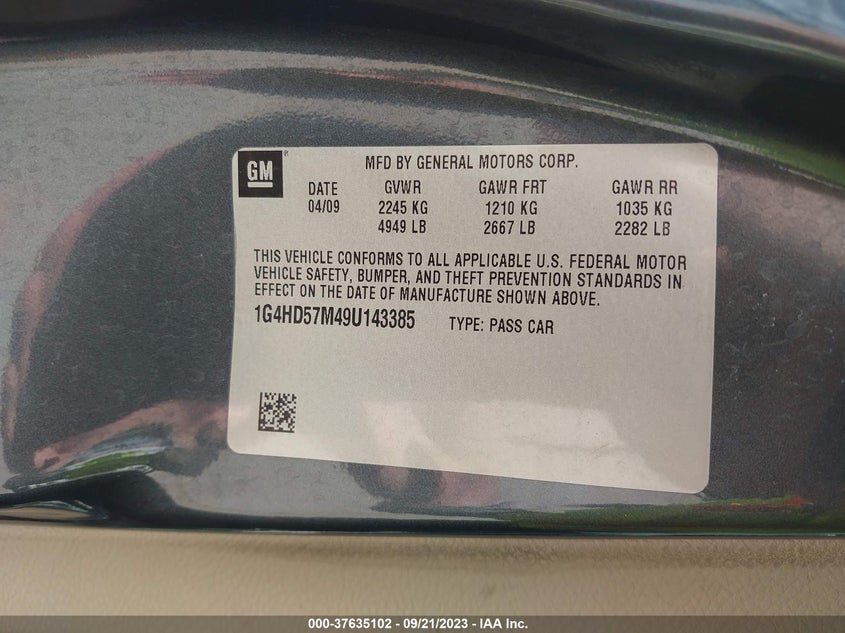 GM
MFD BY GENERAL MOTORS CORP.
DATE GVWR GAWR FRT GAWR RR
04/09 2245 KG 1210 KG 1035 KG
4949 LB 2667 LB 2282 LB
THIS VEHICLE CONFORMS TO ALL APPLICABLE U.S. FEDERAL MOTOR
VEHICLE SAFETY, BUMPER, AND THEFT PREVENTION STANDARDS IN
EFFECT ON THE DATE OF MANUFACTURE SHOWN ABOVE.
1G4HD57M49U143385 TYPE: PASS CAR
000-37635102 - 09/21/2023 - IAA Inc.